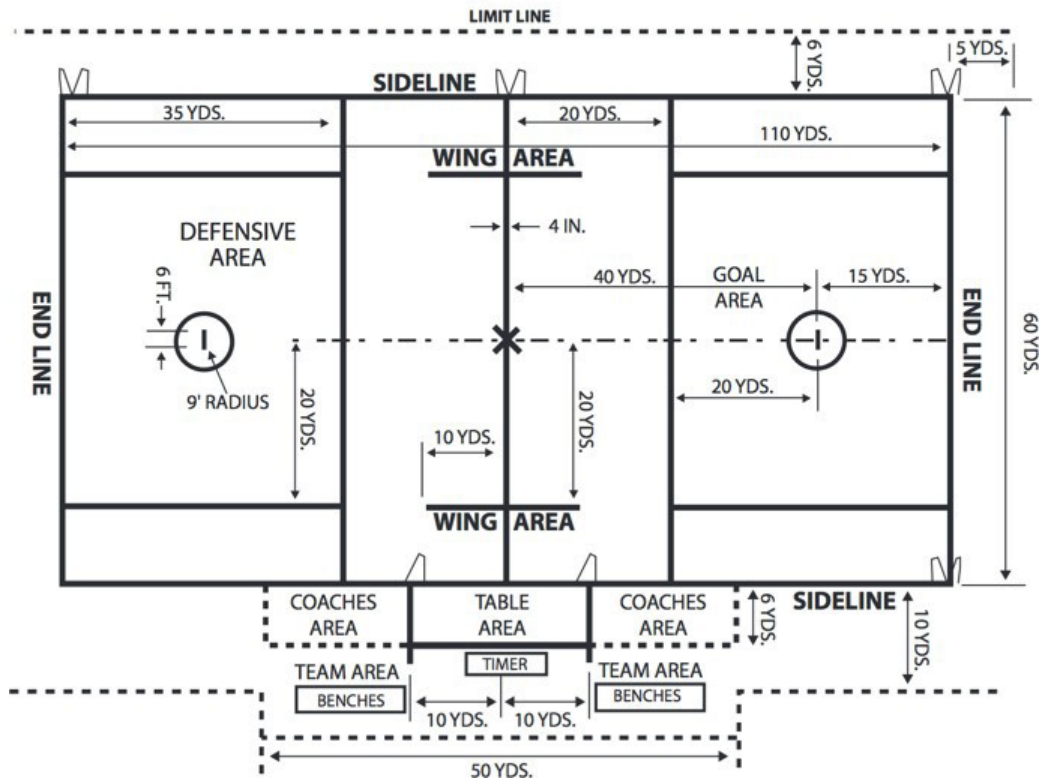 LIMIT LINE
6 YDS.
5 YDS.
SIDELINE
35 YDS.
20 YDS.
110 YDS.
WING AREA
4 IN.
DEFENSIVE
AREA
40 YDS.
GOAL
AREA
15 YDS.
6 FT.
END LINE
END LINE
60 YDS.
9' RADIUS
20 YDS.
20 YDS.
20 YDS.
10 YDS.
WING AREA
COACHES
AREA
TABLE
AREA
COACHES
AREA
6 YDS.
SIDELINE
10 YDS.
TEAM AREA
TIMER
TEAM AREA
BENCHES
BENCHES
10 YDS.
10 YDS.
50 YDS.